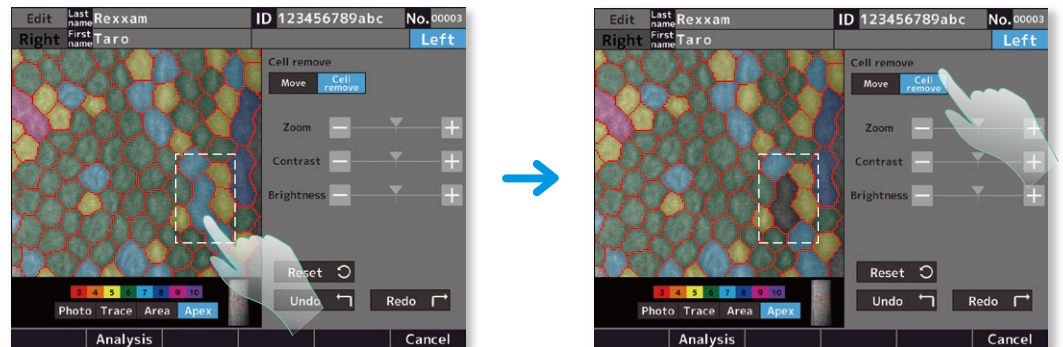 Edit Last name Rexxam ID 123456789abc No. 00003
Right First name Taro Left
Cell remove
Move Cell remove
Zoom − +
Contrast − +
Brightness − +
Reset
Undo Redo
3 4 5 6 7 8 9 10
Photo Trace Area Apex
Analysis Cancel
Edit Last name Rexxam ID 123456789abc No. 00003
Right First name Taro Left
Cell remove
Move Cell remove
Zoom − +
Contrast − +
Brightness − +
Reset
Undo Redo
3 4 5 6 7 8 9 10
Photo Trace Area Apex
Analysis Cancel